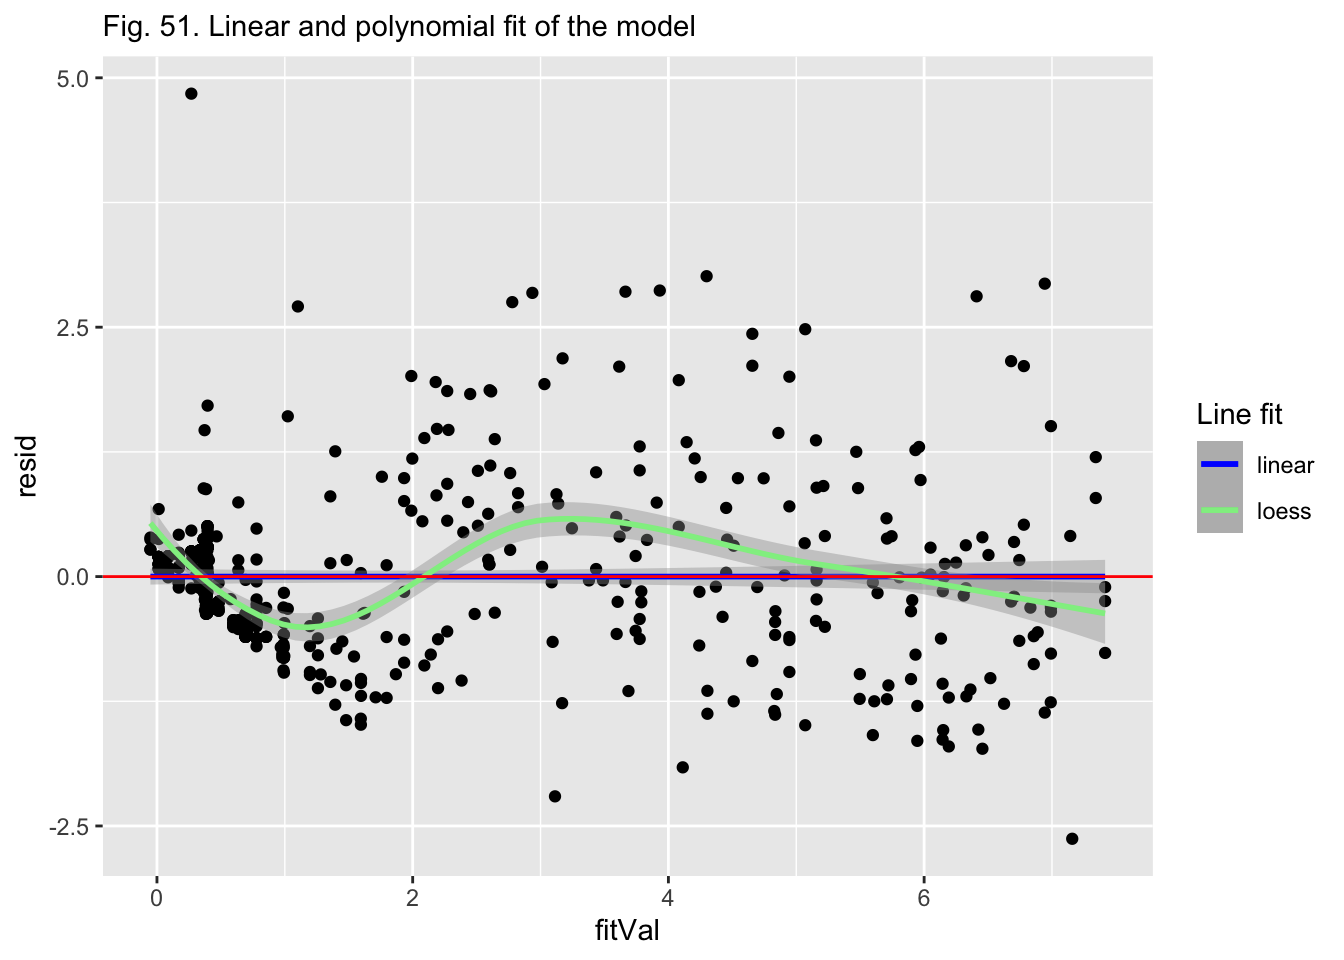 Fig. 51. Linear and polynomial fit of the model
5.0
2.5
0.0
-2.5
resid
0
2
4
6
fitVal
Line fit
linear
loess